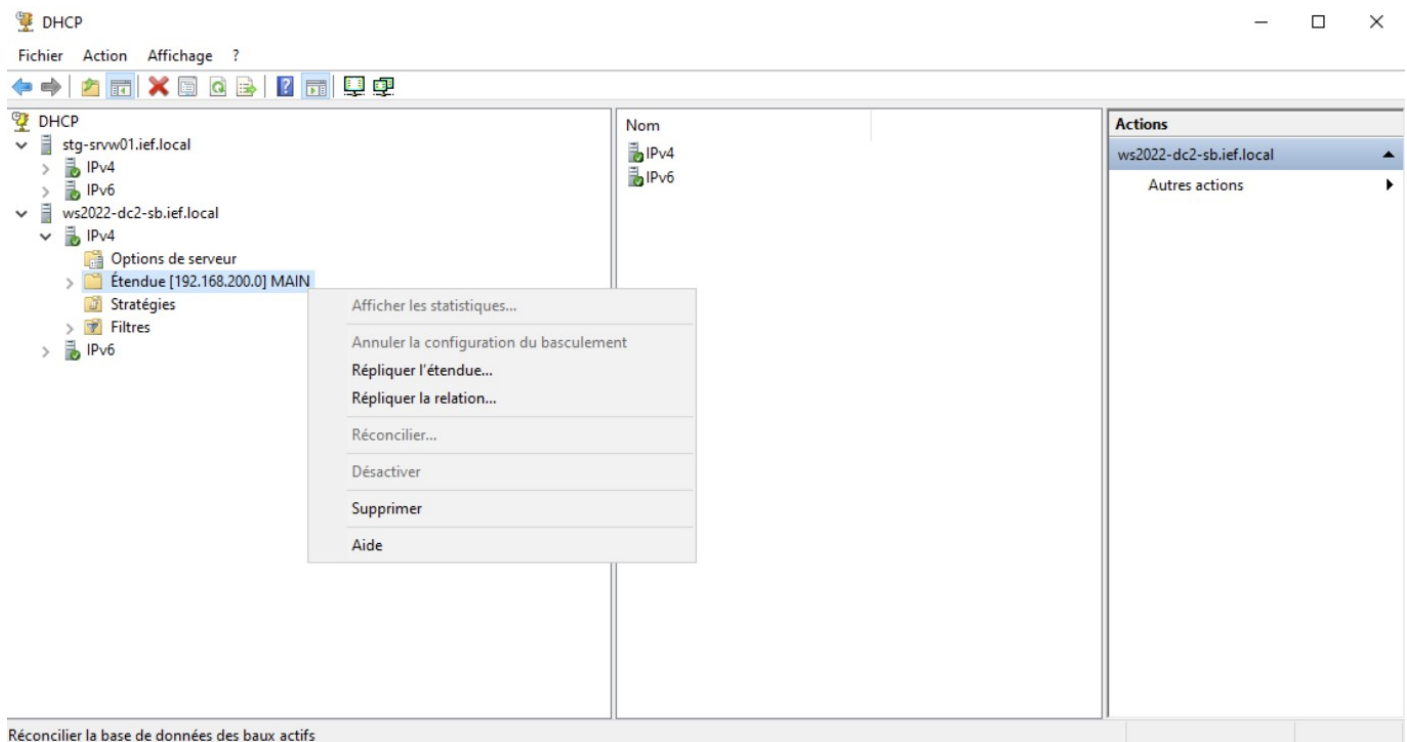 DHCP
Fichier Action Affichage ?
DHCP
stg-srvw01.ief.local
IPv4
IPv6
ws2022-dc2-sb.ief.local
IPv4
Options de serveur
Étendue [192.168.200.0] MAIN
Stratégies
Filtres
IPv6
Afficher les statistiques...
Annuler la configuration du basculement
Répliquer l'étendue...
Répliquer la relation...
Réconcilier...
Désactiver
Supprimer
Aide
Nom
IPv4
IPv6
Actions
ws2022-dc2-sb.ief.local
Autres actions
Réconcilier la base de données des baux actifs